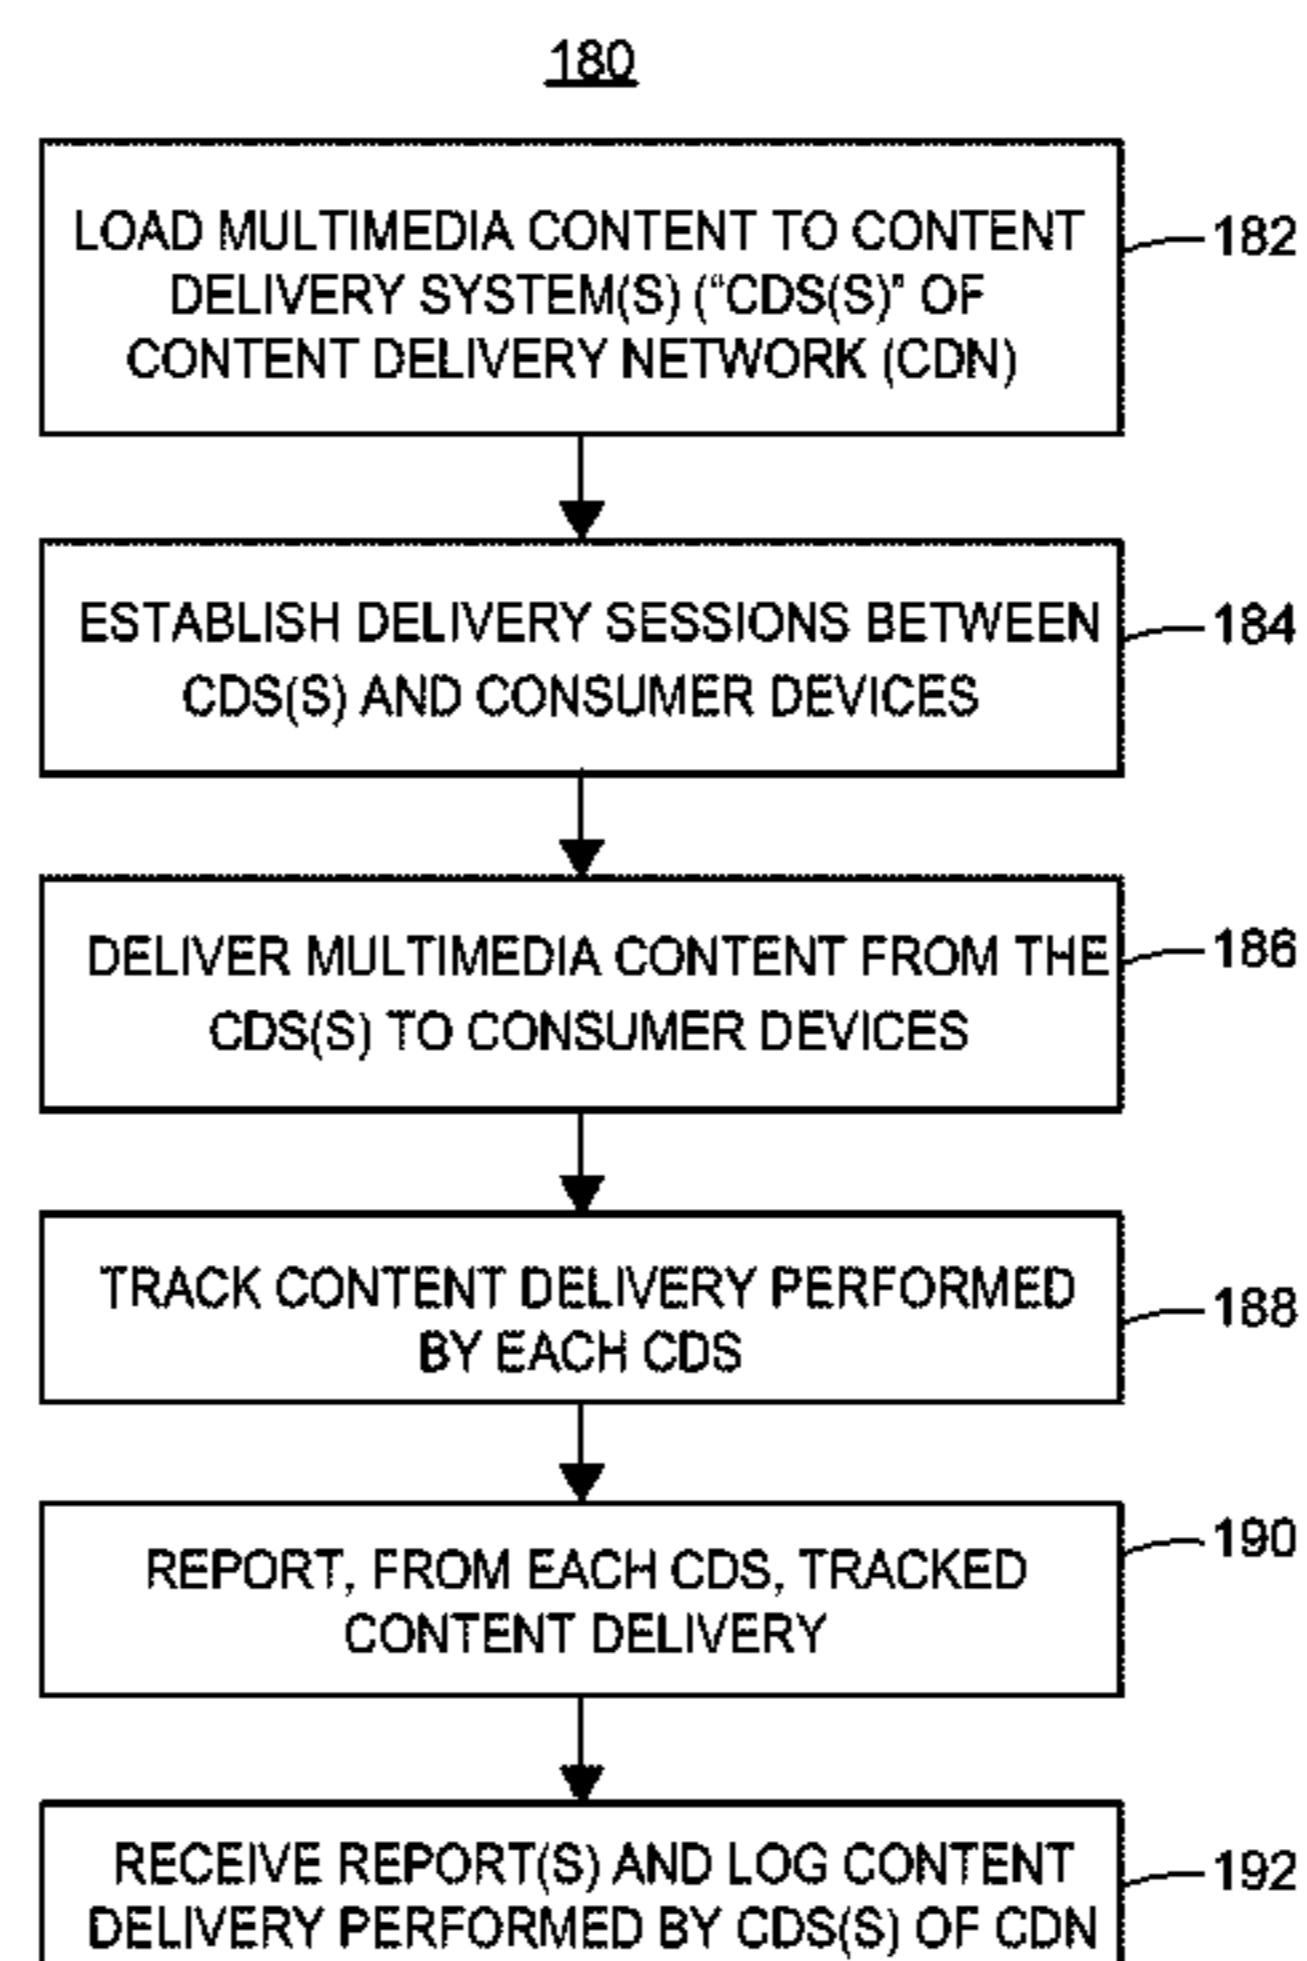 180
LOAD MULTIMEDIA CONTENT TO CONTENT
DELIVERY SYSTEM(S) (“CDS(S)” OF
CONTENT DELIVERY NETWORK (CDN)
182
ESTABLISH DELIVERY SESSIONS BETWEEN
CDS(S) AND CONSUMER DEVICES
184
DELIVER MULTIMEDIA CONTENT FROM THE
CDS(S) TO CONSUMER DEVICES
186
TRACK CONTENT DELIVERY PERFORMED
BY EACH CDS
188
REPORT, FROM EACH CDS, TRACKED
CONTENT DELIVERY
190
RECEIVE REPORT(S) AND LOG CONTENT
DELIVERY PERFORMED BY CDS(S) OF CDN
192